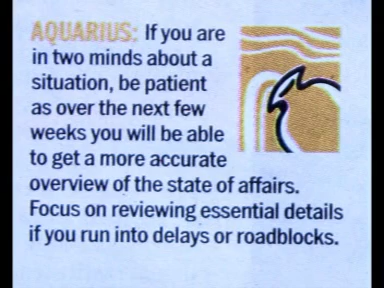 AQUARIUS: If you are
in two minds about a
situation, be patient
as over the next few
weeks you will be able
to get a more accurate
overview of the state of affairs.
Focus on reviewing essential details
if you run into delays or roadblocks.